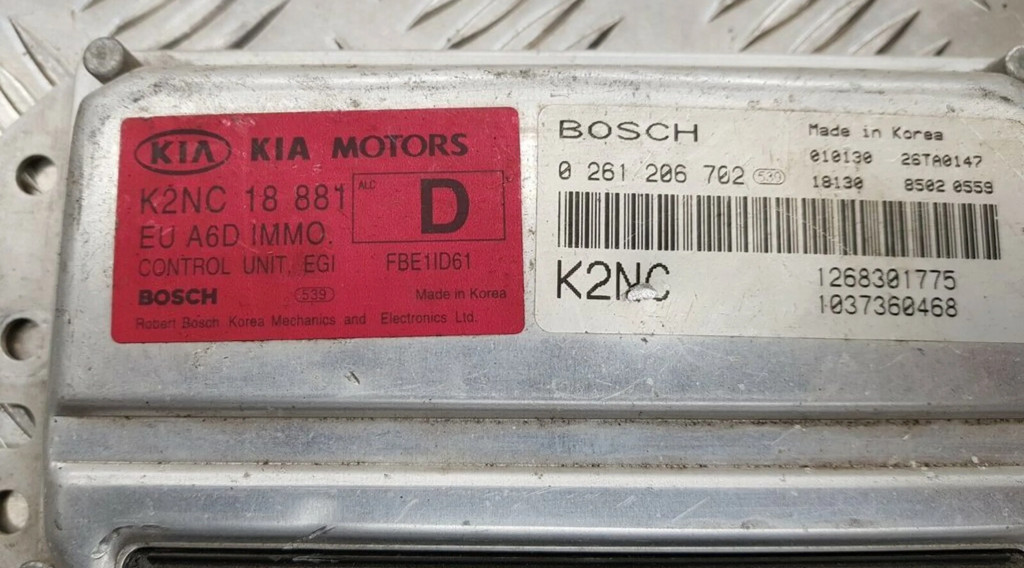 KIA KIA MOTORS
K2NC 18 881
ALC
D
EU A6D IMMO.
CONTROL UNIT, EGI
FBE1ID61
BOSCH
539
Made in Korea
Robert Bosch Korea Mechanics and Electronics Ltd.
BOSCH
Made in Korea
0 261 206 702 539
010130 26TA0147
18130 8502 0559
K2NC
1268301775
1037360468